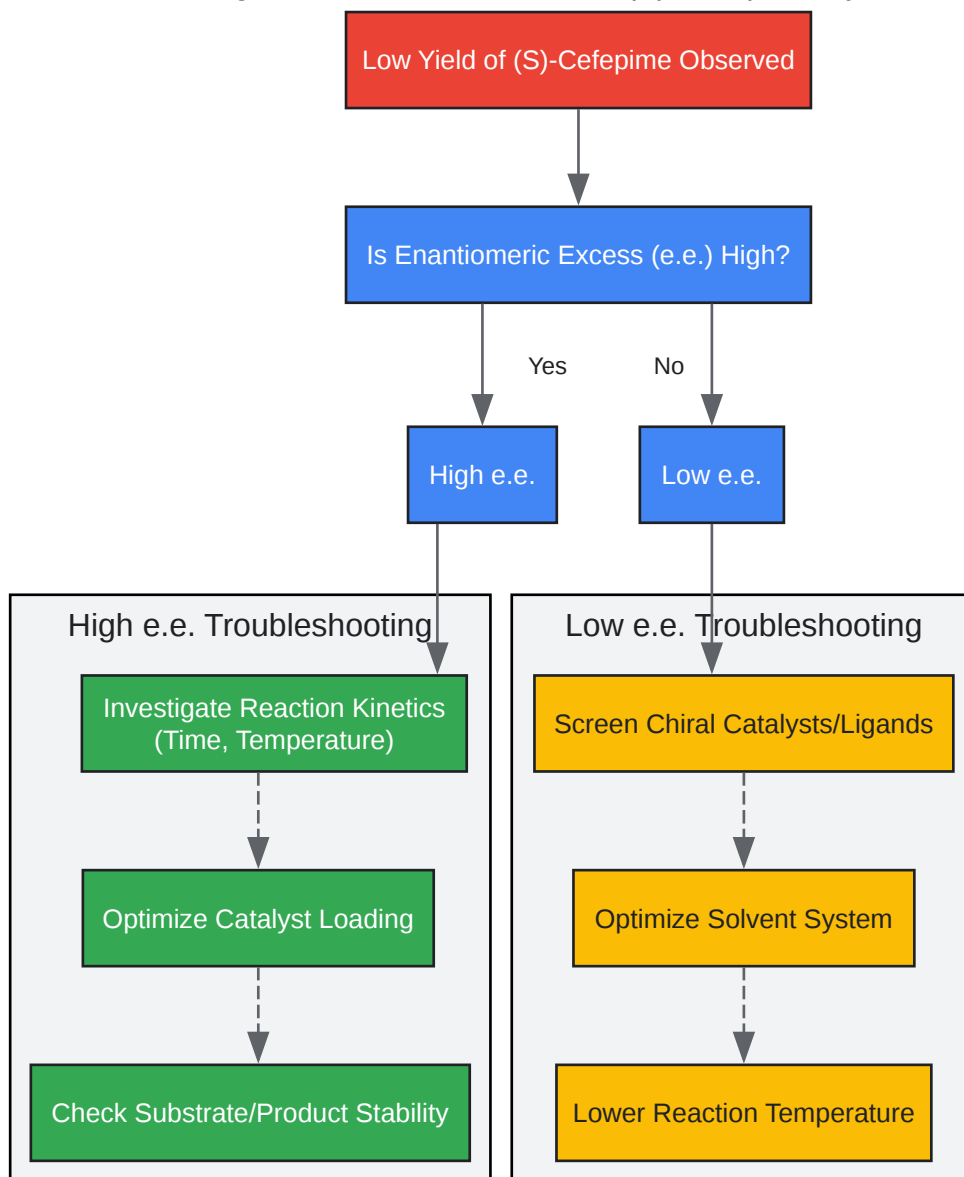 Low Yield of (S)-Cefepime Observed
Is Enantiomeric Excess (e.e.) High?
Yes
No
High e.e.
Low e.e.
High e.e. Troubleshooting
Low e.e. Troubleshooting
Investigate Reaction Kinetics
(Time, Temperature)
Screen Chiral Catalysts/Ligands
Optimize Catalyst Loading
Optimize Solvent System
Check Substrate/Product Stability
Lower Reaction Temperature